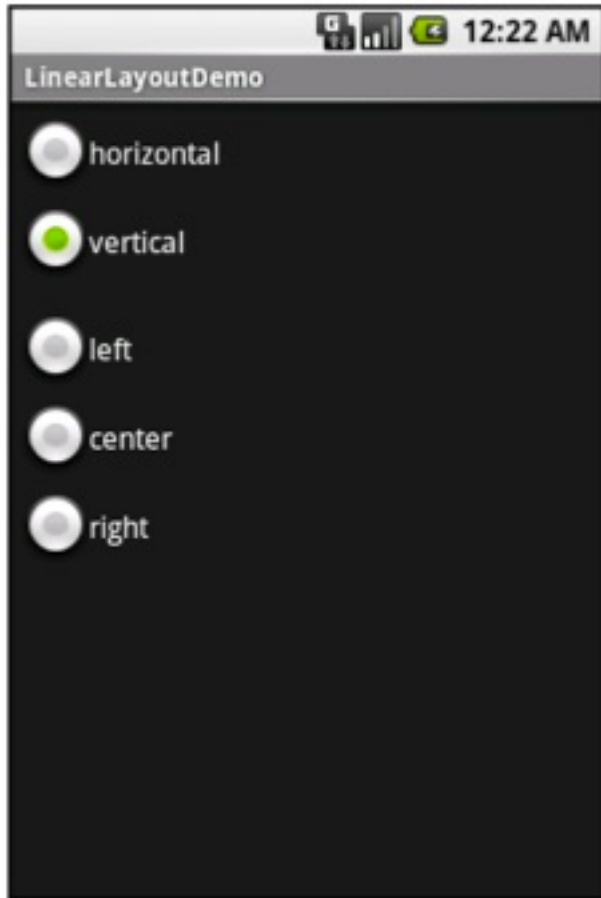 G
12:22 AM
LinearLayoutDemo
horizontal
vertical
left
center
right